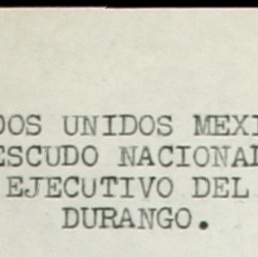 DOS UNIDOS MEXI
ESCUDO NACIONAL
EJECUTIVO DEL
DURANGO.